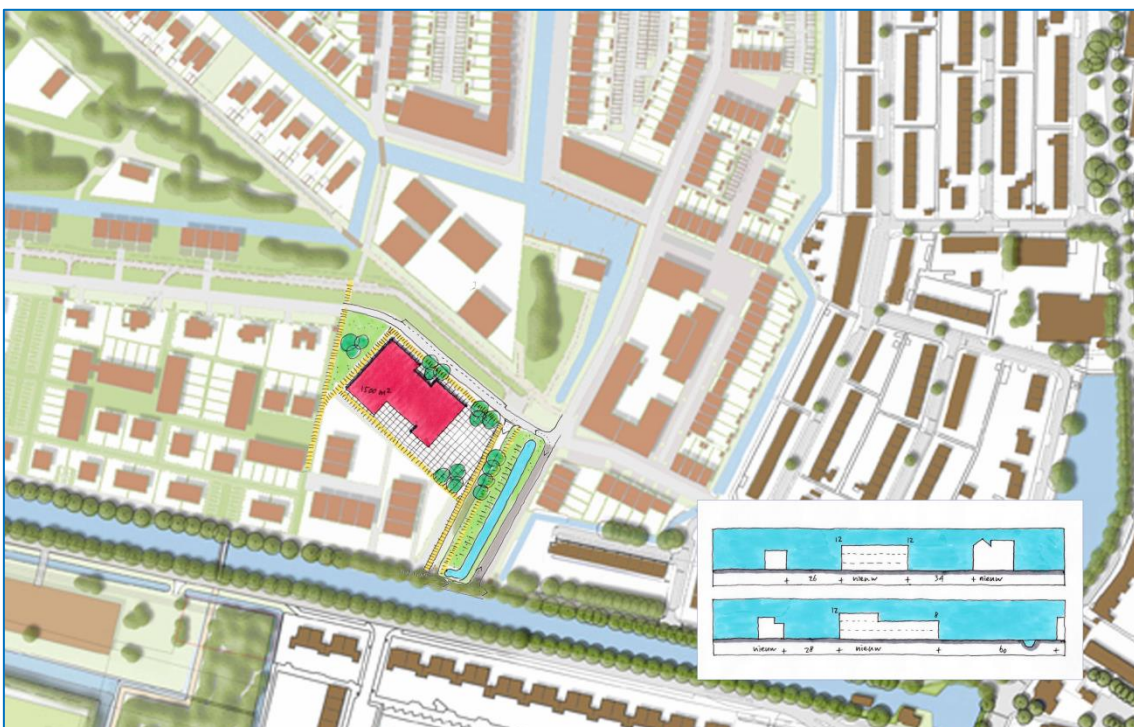 1500 m²
12 12
+ 26 + nieuw + 34 + nieuw
12 8
nieuw + 28 + nieuw + 60 +